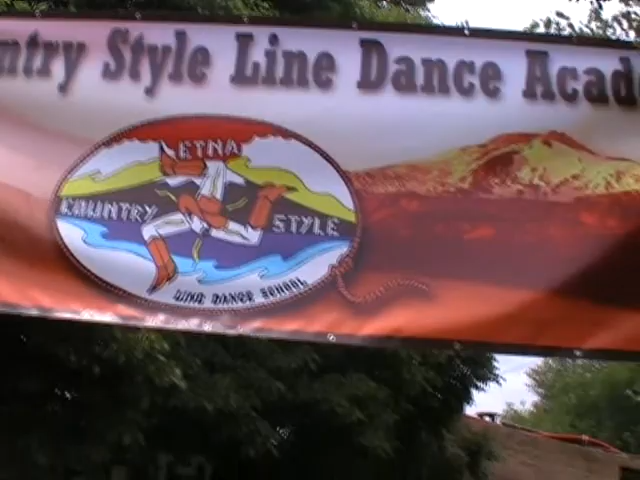 ntry Style Line Dance Acad
ETNA
COUNTRY STYLE
LINE DANCE SCHOOL